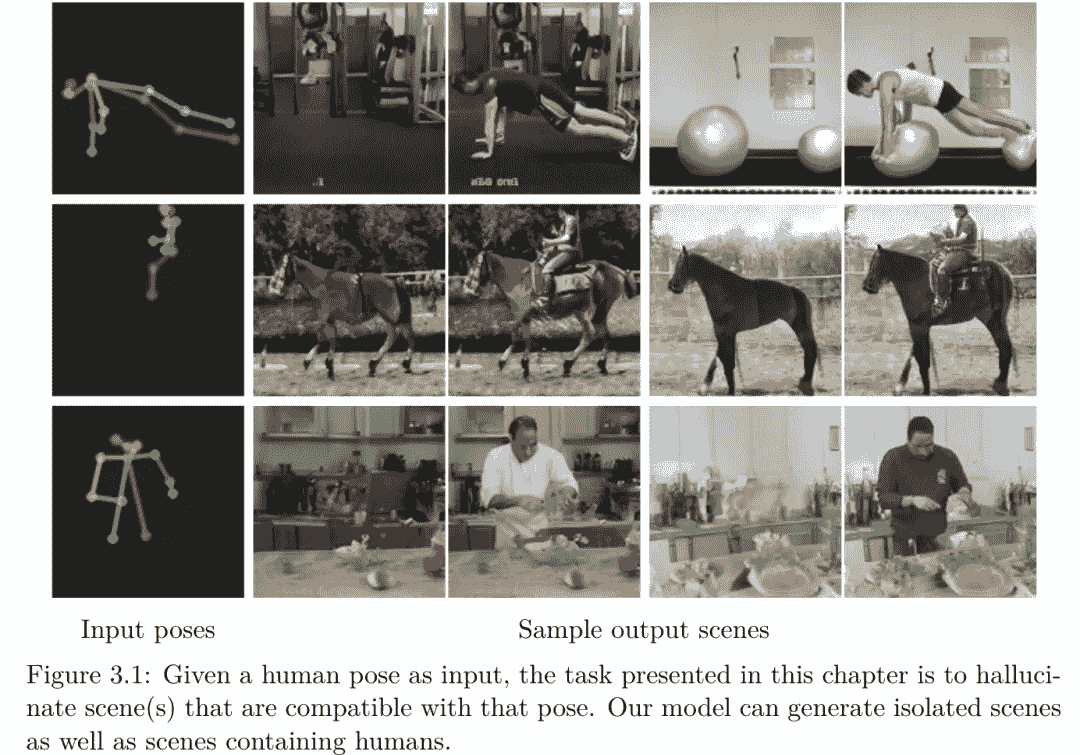 Input poses
Sample output scenes
Figure 3.1: Given a human pose as input, the task presented in this chapter is to halluci-
nate scene(s) that are compatible with that pose. Our model can generate isolated scenes
as well as scenes containing humans.